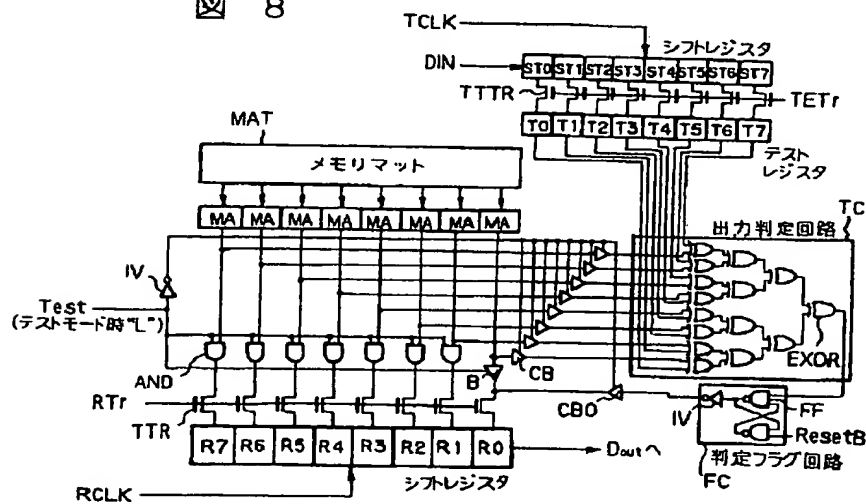 図 8
TCLK
シフトレジスタ
DIN
ST0 ST1 ST2 ST3 ST4 ST5 ST6 ST7
TTTR
TETr
T0 T1 T2 T3 T4 T5 T6 T7
テスト
レジスタ
MAT
メモリマット
MA MA MA MA MA MA MA MA
TC
出力判定回路
IV
Test
(テストモード時"L")
AND
B
CB
EXOR
RTr
TTR
CBO
IV
FF
ResetB
判定フラグ回路
FC
R7 R6 R5 R4 R3 R2 R1 R0
Doutへ
シフトレジスタ
RCLK